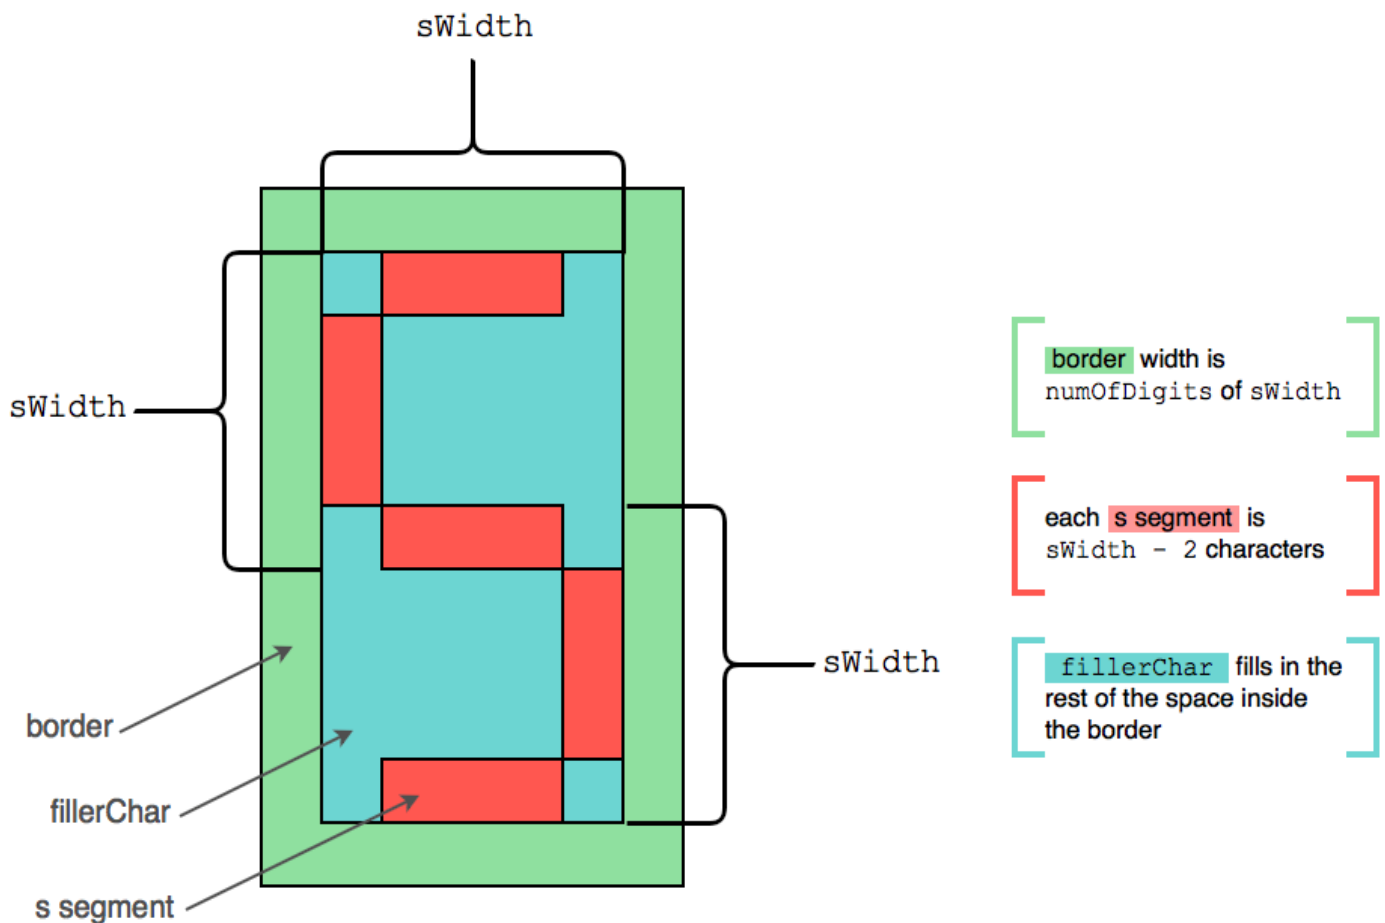 sWidth
sWidth
border width is
numOfDigits of sWidth
each s segment is
sWidth - 2 characters
sWidth
fillerChar fills in the
rest of the space inside
the border
border
fillerChar
s segment